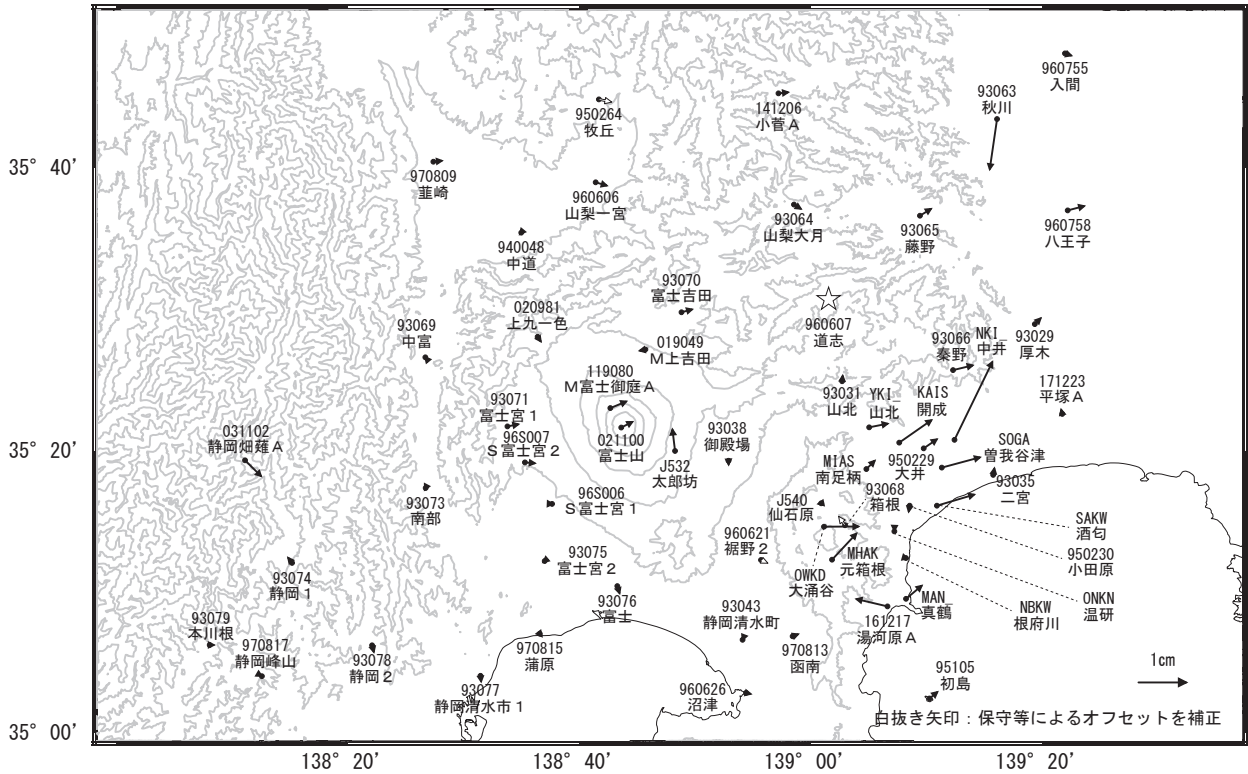 960755
入間
93063
秋川
141206
小菅A
950264
牧丘
35° 40'
970809
韮崎
960606
山梨一宮
93064
山梨大月
93065
藤野
960758
八王子
940048
中道
93070
富士吉田
020981
上九一色
960607
道志
93069
中富
019049
M上吉田
93066
秦野
NKI_
中井
93029
厚木
119080
M富士御庭A
93031
山北
YKI_
山北
KAIS
開成
171223
平塚A
93071
富士宮1
031102
静岡畑薙A
96S007
S富士宮2
021100
富士山
93038
御殿場
35° 20'
J532
太郎坊
MIAS
南足柄
950229
大井
SOGA
曽我谷津
93035
二宮
93068
箱根
93073
南部
96S006
S富士宮1
J540
仙石原
SAKW
酒匂
960621
裾野2
93075
富士宮2
MHAK
元箱根
950230
小田原
OWKD
大涌谷
93074
静岡1
93076
富士
MAN_
真鶴
NBKW
根府川
ONKN
温研
93079
本川根
93043
静岡清水町
161217
湯河原A
970817
静岡峰山
93078
静岡2
970815
蒲原
970813
函南
1cm
93077
静岡清水市1
960626
沼津
95105
初島
白抜き矢印：保守等によるオフセットを補正
35° 00'
138° 20'
138° 40'
139° 00'
139° 20'